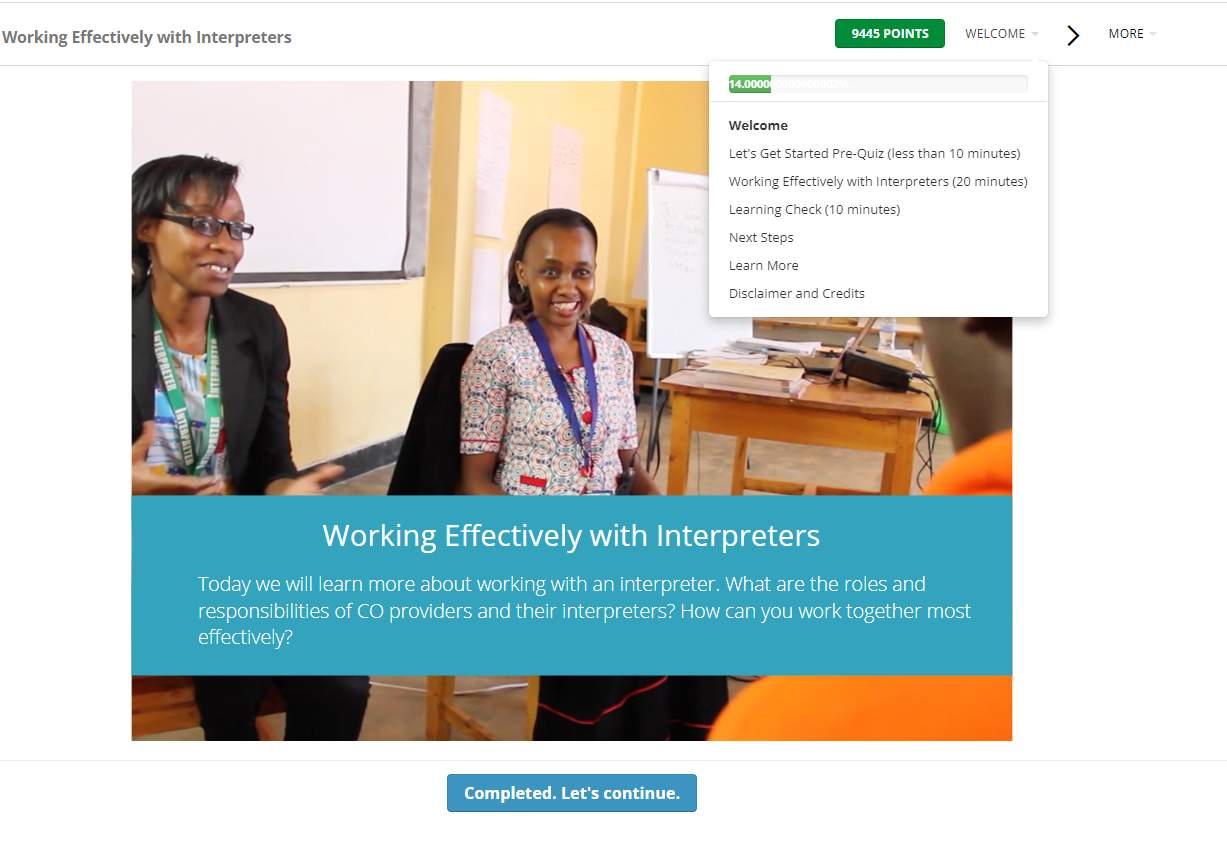 Working Effectively with Interpreters
9445 POINTS
WELCOME
MORE
Welcome
Let's Get Started Pre-Quiz (less than 10 minutes)
Working Effectively with Interpreters (20 minutes)
Learning Check (10 minutes)
Next Steps
Learn More
Disclaimer and Credits
INTERPRETER
INTERPRETER
INTERPRETER
Working Effectively with Interpreters
Today we will learn more about working with an interpreter. What are the roles and
responsibilities of CO providers and their interpreters? How can you work together most
effectively?
Completed. Let's continue.